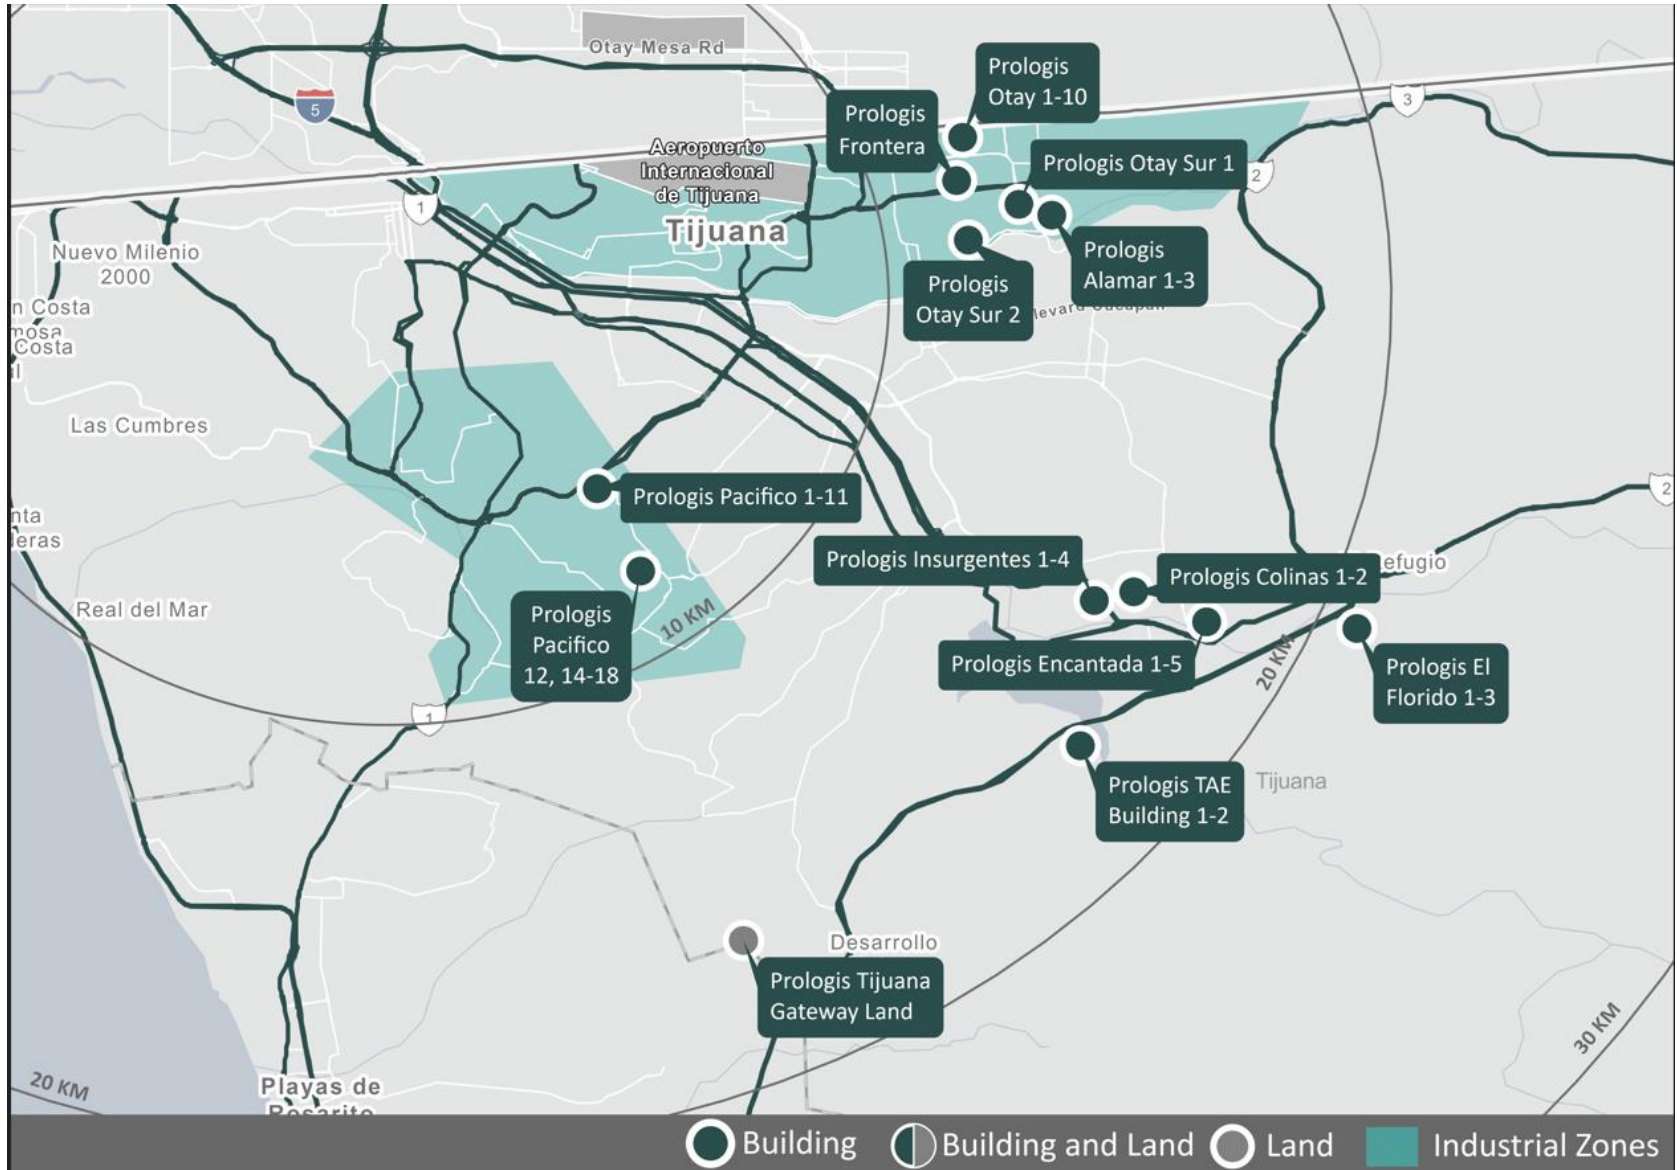 Otay Mesa Rd
5
Prologis
Otay 1-10
3
Prologis
Frontera
Aeropuerto
Internacional
de Tijuana
Prologis Otay Sur 1
2
1
Tijuana
Nuevo Milenio
2000
Prologis
Alamar 1-3
Prologis
Otay Sur 2
n Costa
Costa
Las Cumbres
Prologis Pacifico 1-11
2
Prologis Insurgentes 1-4
Prologis Colinas 1-2
efugio
Real del Mar
Prologis
Pacifico
12, 14-18
10 KM
Prologis Encantada 1-5
20 KM
Prologis El
Florido 1-3
1
Prologis TAE
Building 1-2
Tijuana
Desarrollo
Prologis Tijuana
Gateway Land
30 KM
20 KM
Playas de
Rosarito
Building
Building and Land
Land
Industrial Zones